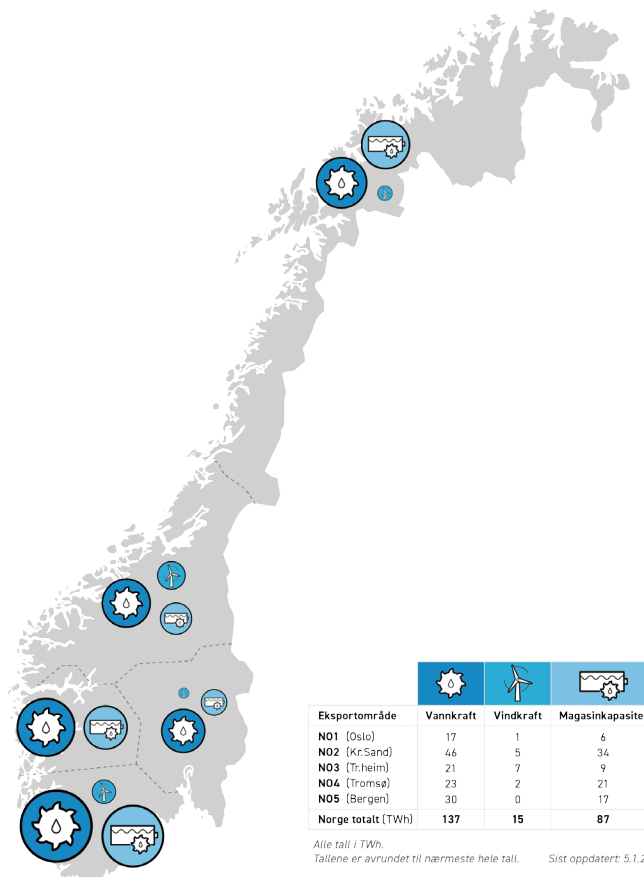 Eksportområde Vannkraft Vindkraft Magasinkapasite
NO1 (Oslo) 17 1 6
NO2 (Kr.Sand) 46 5 34
NO3 (Tr.heim) 21 7 9
NO4 (Tromsø) 23 2 21
NO5 (Bergen) 30 0 17
Norge totalt (TWh) 137 15 87
Alle tall i TWh.
Tallene er avrundet til nærmeste hele tall. Sist oppdatert: 5.1.2